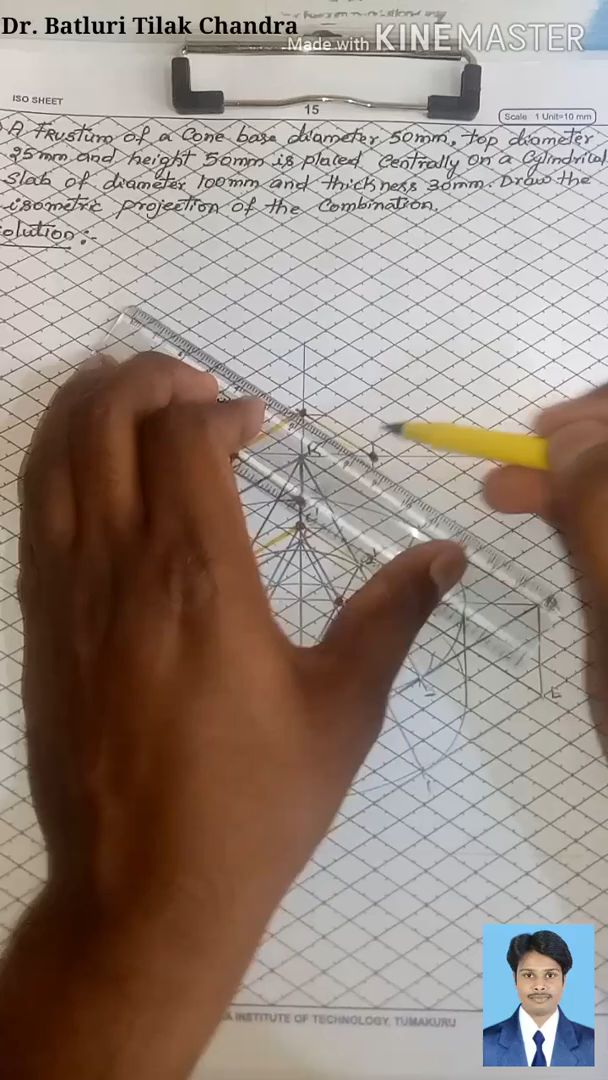 Dr. Batluri Tilak Chandra
Made with KINEMASTER
ISO SHEET
15
Scale 1 Unit=10 mm
A Frustum of a Cone base diameter 50mm, top diameter
25mm and height 50mm is placed Centrally on a Cylindrical
Slab of diameter 100mm and thickness 30mm. Draw the
isometric projection of the Combination.
olution :-
INSTITUTE OF TECHNOLOGY, TUMAKURU